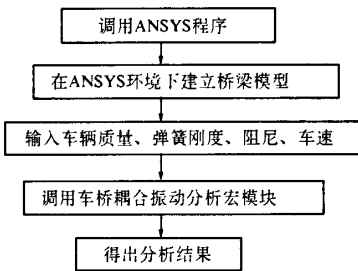 调用ANSYS程序
在ANSYS环境下建立桥梁模型
输入车辆质量、弹簧刚度、阻尼、车速
调用车桥耦合振动分析宏模块
得出分析结果